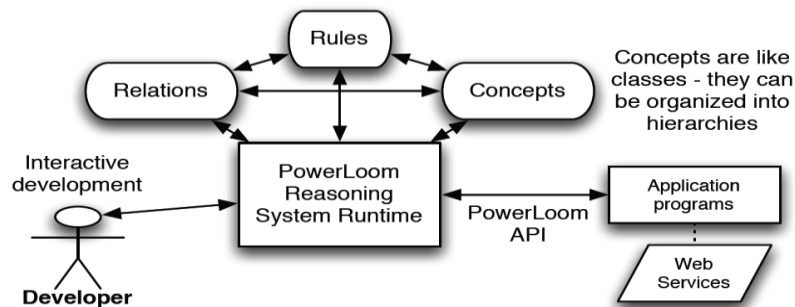 Rules
Relations
Concepts
Concepts are like
classes - they can
be organized into
hierarchies
Interactive
development
PowerLoom
Reasoning
System Runtime
PowerLoom
API
Application
programs
Web
Services
Developer